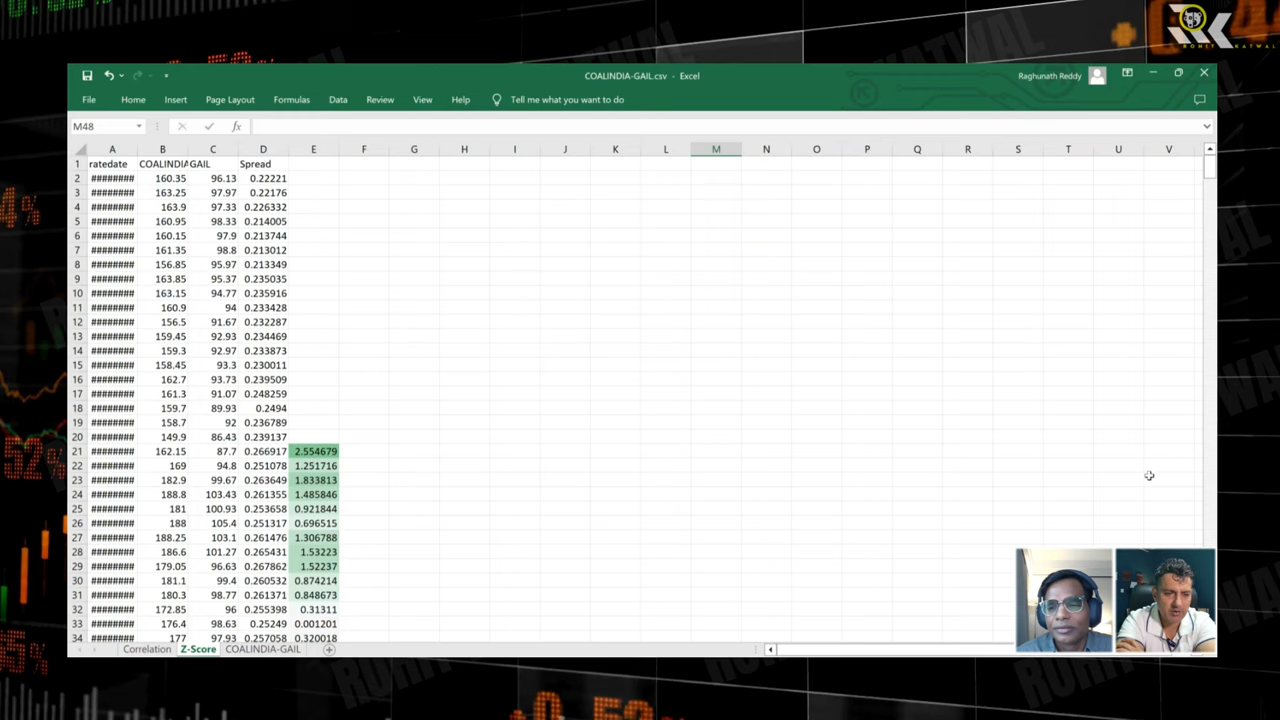 ROHIT KATWAL
COALINDIA-GAIL.csv - Excel
Raghunath Reddy
File Home Insert Page Layout Formulas Data Review View Help Tell me what you want to do
M48 fx
A B C D E F G H I J K L M N O P Q R S T U V
1 ratedate COALINDIA GAIL Spread
2 ######## 160.35 96.13 0.22221
3 ######## 163.25 97.97 0.22176
4 ######## 163.9 97.33 0.226332
5 ######## 160.95 98.33 0.214005
6 ######## 160.15 97.9 0.213744
7 ######## 161.35 98.8 0.213012
8 ######## 156.85 95.97 0.213349
9 ######## 163.85 95.37 0.235035
10 ######## 163.15 94.77 0.235916
11 ######## 160.9 94 0.233428
12 ######## 156.5 91.67 0.232287
13 ######## 159.45 92.93 0.234469
14 ######## 159.3 92.97 0.233873
15 ######## 158.45 93.3 0.230011
16 ######## 162.7 93.73 0.239509
17 ######## 161.3 91.07 0.248259
18 ######## 159.7 89.93 0.2494
19 ######## 158.7 92 0.236789
20 ######## 149.9 86.43 0.239137
21 ######## 162.15 87.7 0.266917 2.554679
22 ######## 169 94.8 0.251078 1.251716
23 ######## 182.9 99.67 0.263649 1.833813
24 ######## 188.8 103.43 0.261355 1.485846
25 ######## 181 100.93 0.253658 0.921844
26 ######## 188 105.4 0.251317 0.696515
27 ######## 188.25 103.1 0.261476 1.306788
28 ######## 186.6 101.27 0.265431 1.53223
29 ######## 179.05 96.63 0.267862 1.52237
30 ######## 181.1 99.4 0.260532 0.874214
31 ######## 180.3 98.77 0.261371 0.848673
32 ######## 172.85 96 0.255398 0.31311
33 ######## 176.4 98.63 0.25249 0.001201
34 ######## 177 97.93 0.257058 0.320018
Correlation Z-Score COALINDIA-GAIL